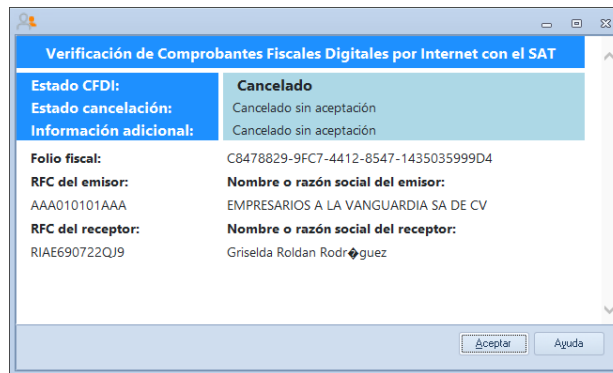 Verificación de Comprobantes Fiscales Digitales por Internet con el SAT
Estado CFDI: Cancelado
Estado cancelación: Cancelado sin aceptación
Información adicional: Cancelado sin aceptación
Folio fiscal: C8478829-9FC7-4412-8547-1435035999D4
RFC del emisor: Nombre o razón social del emisor:
AAA010101AAA EMPRESARIOS A LA VANGUARDIA SA DE CV
RFC del receptor: Nombre o razón social del receptor:
RIAE690722QJ9 Griselda Roldan Rodr�guez
Aceptar Ayuda